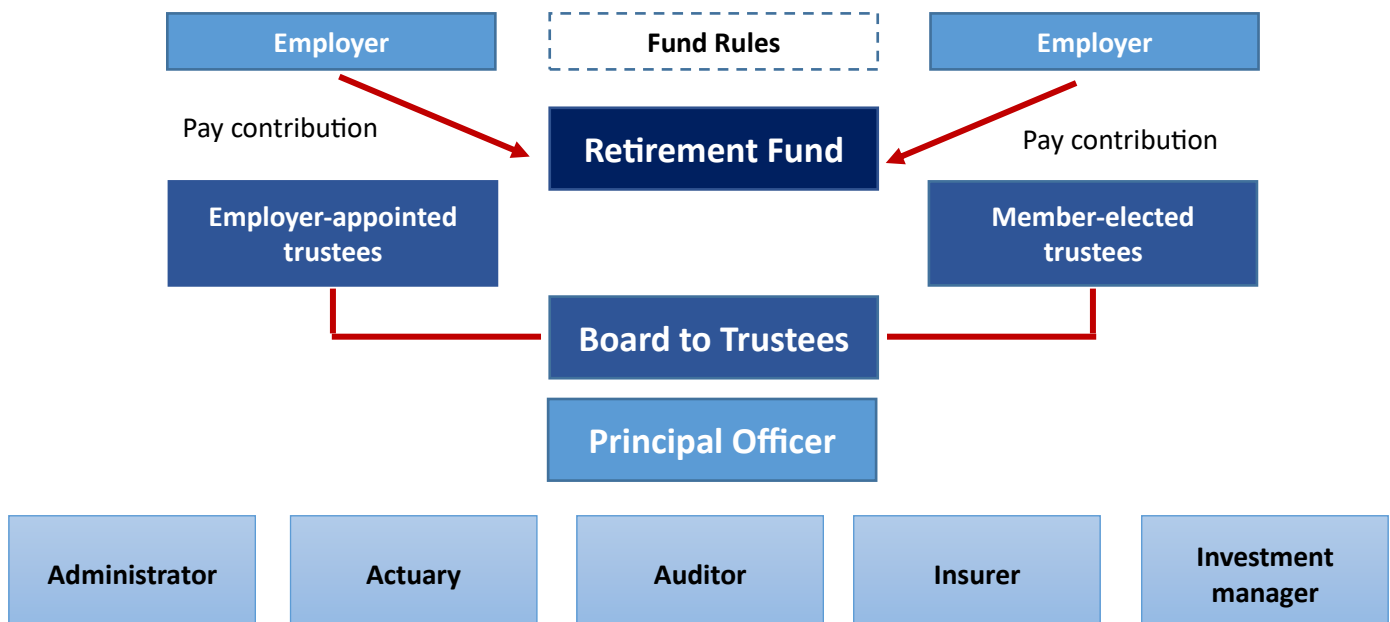 Employer
Fund Rules
Employer
Pay contribution
Retirement Fund
Pay contribution
Employer-appointed
trustees
Member-elected
trustees
Board to Trustees
Principal Officer
Administrator
Actuary
Auditor
Insurer
Investment
manager